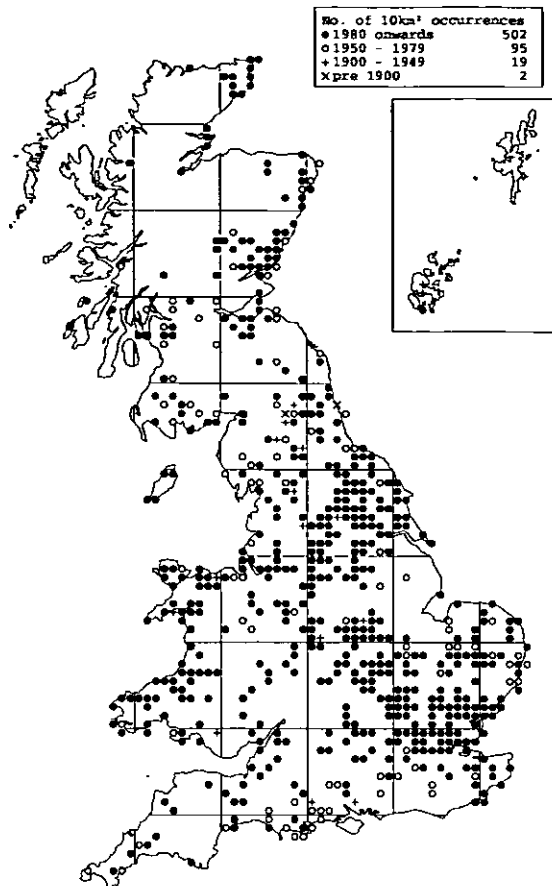 No. of 10km² occurrences
● 1980 onwards 502
○ 1950 - 1979 95
+ 1900 - 1949 19
× pre 1900 2